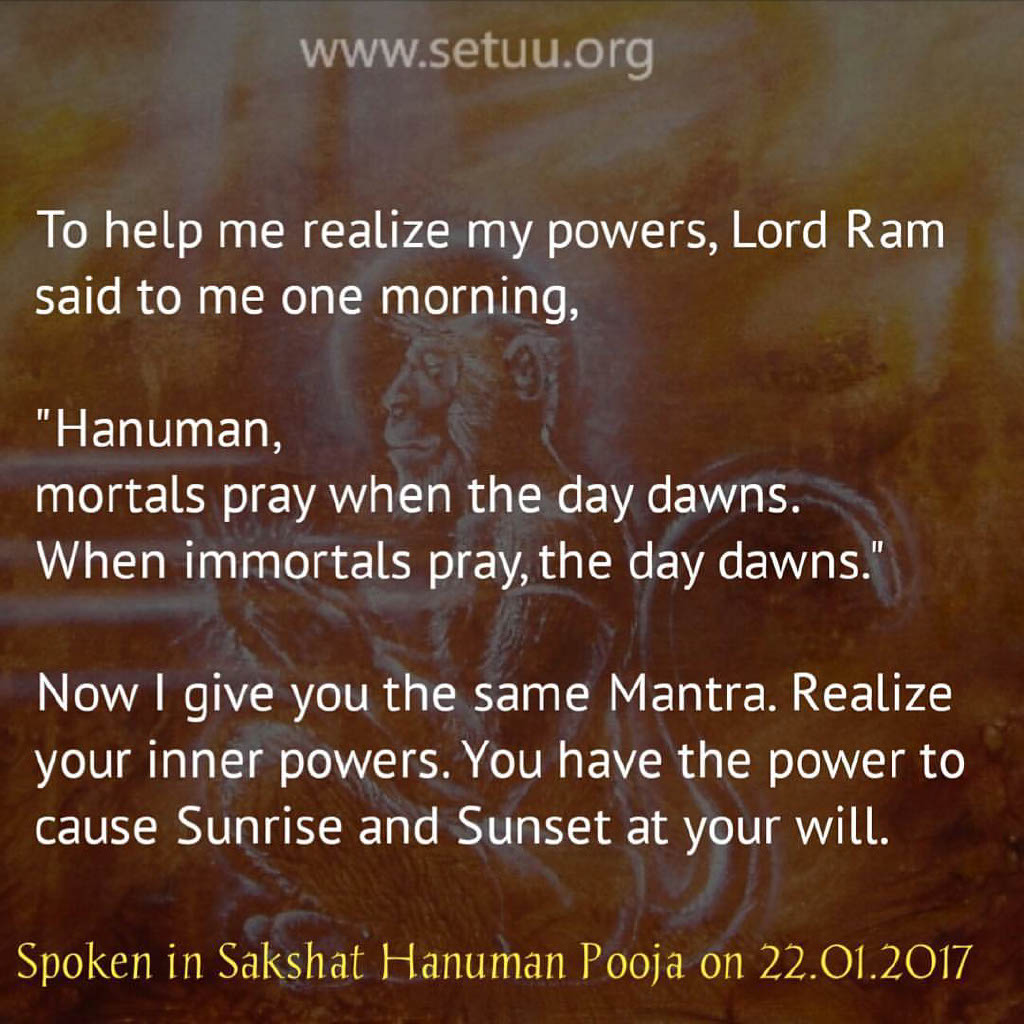 www.setuu.org
To help me realize my powers, Lord Ram
said to me one morning,
"Hanuman,
mortals pray when the day dawns.
When immortals pray, the day dawns."
Now I give you the same Mantra. Realize
your inner powers. You have the power to
cause Sunrise and Sunset at your will.
Spoken in Sakshat Hanuman Pooja on 22.01.2017